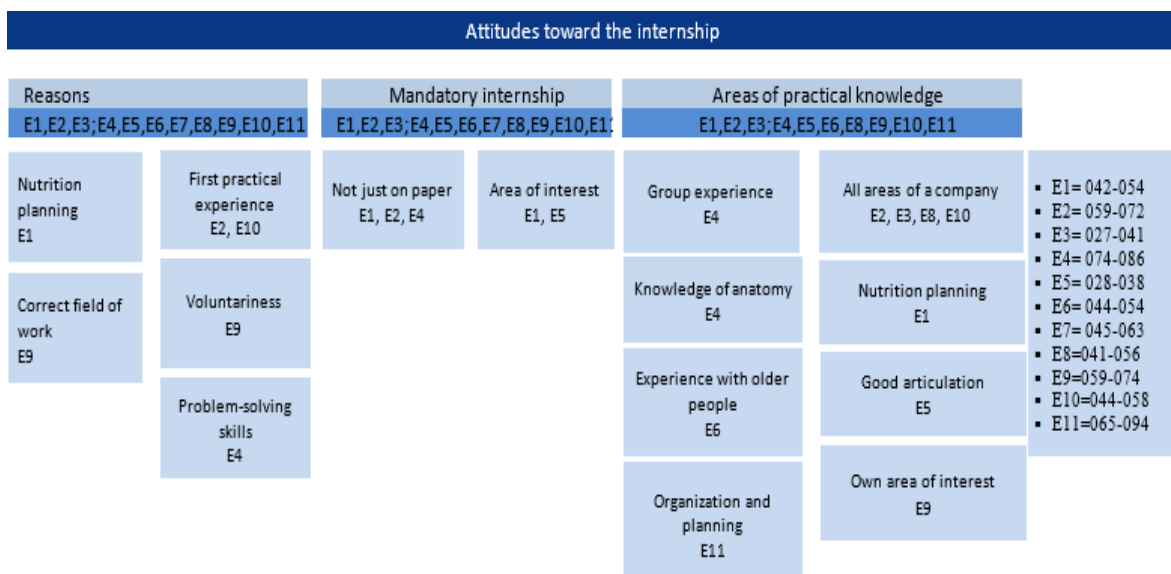 Attitudes toward the internship
Reasons
E1,E2,E3;E4,E5,E6,E7,E8,E9,E10,E11
Nutrition
planning
E1
Correct field of
work
E9
First practical
experience
E2, E10
Voluntariness
E9
Problem-solving
skills
E4
Mandatory internship
E1,E2,E3;E4,E5,E6,E7,E8,E9,E10,E11
Not just on paper
E1, E2, E4
Area of interest
E1, E5
Areas of practical knowledge
E1,E2,E3;E4,E5,E6,E8,E9,E10,E11
Group experience
E4
Knowledge of anatomy
E4
Experience with older
people
E6
Organization and
planning
E11
All areas of a company
E2, E3, E8, E10
Nutrition planning
E1
Good articulation
E5
Own area of interest
E9
▪ E1= 042-054
▪ E2= 059-072
▪ E3= 027-041
▪ E4= 074-086
▪ E5= 028-038
▪ E6= 044-054
▪ E7= 045-063
▪ E8=041-056
▪ E9=059-074
▪ E10=044-058
▪ E11=065-094